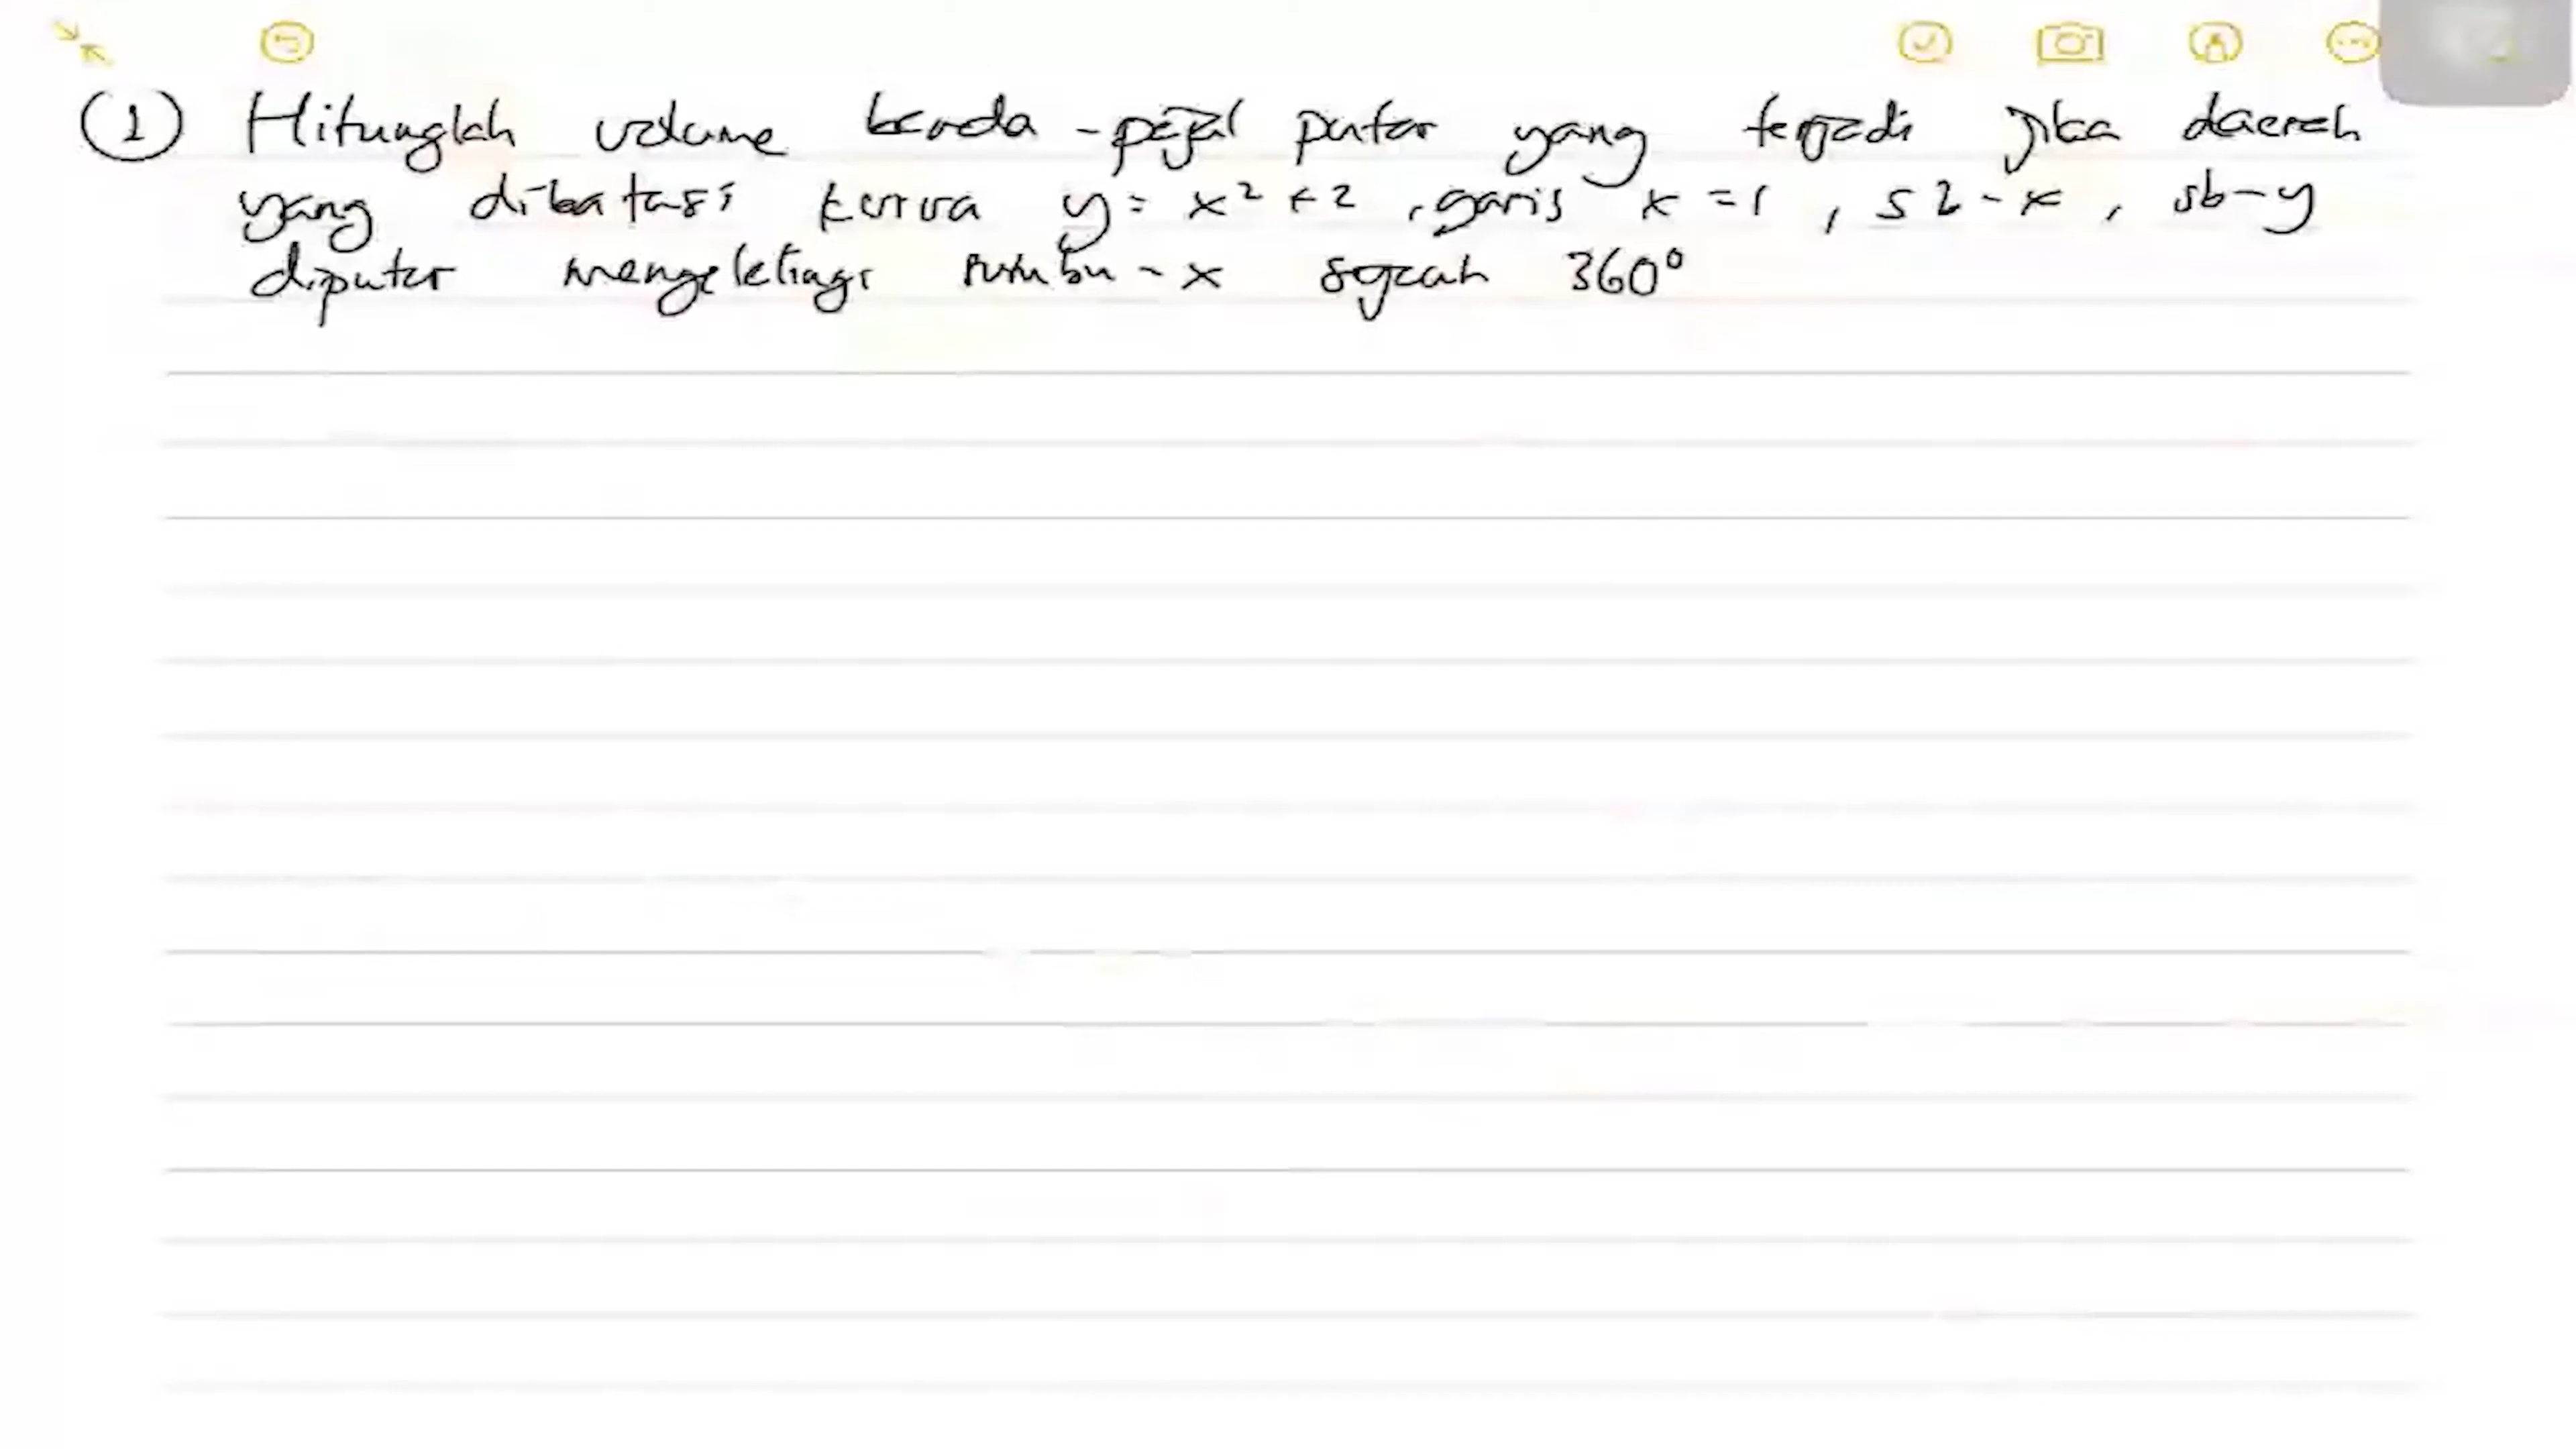 ① Hitunglah volume benda-pejal putar yang terjadi jika daerah
yang dibatasi kurva y = x² + 2, garis x = 1, sb-x, sb-y
diputar mengelilingi sumbu-x sejauh 360°